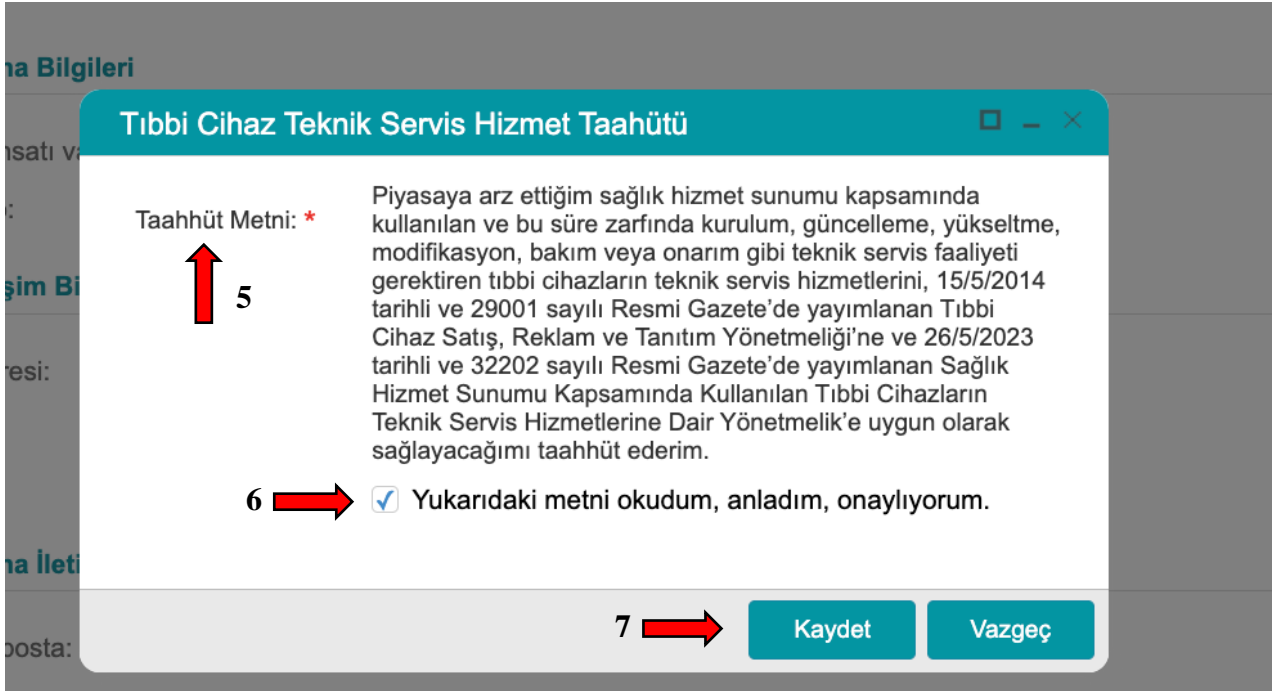 na Bilgileri
Tıbbi Cihaz Teknik Servis Hizmet Taahütü
nsatı va
Piyasaya arz ettiğim sağlık hizmet sunumu kapsamında
Taahhüt Metni: *
kullanılan ve bu süre zarfında kurulum, güncelleme, yükseltme,
modifikasyon, bakım veya onarım gibi teknik servis faaliyeti
gerektiren tıbbi cihazların teknik servis hizmetlerini, 15/5/2014
şim Bi
5
tarihli ve 29001 sayılı Resmi Gazete’de yayımlanan Tıbbi
Cihaz Satış, Reklam ve Tanıtım Yönetmeliği’ne ve 26/5/2023
tarihli ve 32202 sayılı Resmi Gazete’de yayımlanan Sağlık
resi:
Hizmet Sunumu Kapsamında Kullanılan Tıbbi Cihazların
Teknik Servis Hizmetlerine Dair Yönetmelik’e uygun olarak
sağlayacağımı taahhüt ederim.
6
Yukarıdaki metni okudum, anladım, onaylıyorum.
na İleti
7
Kaydet
Vazgeç
posta: